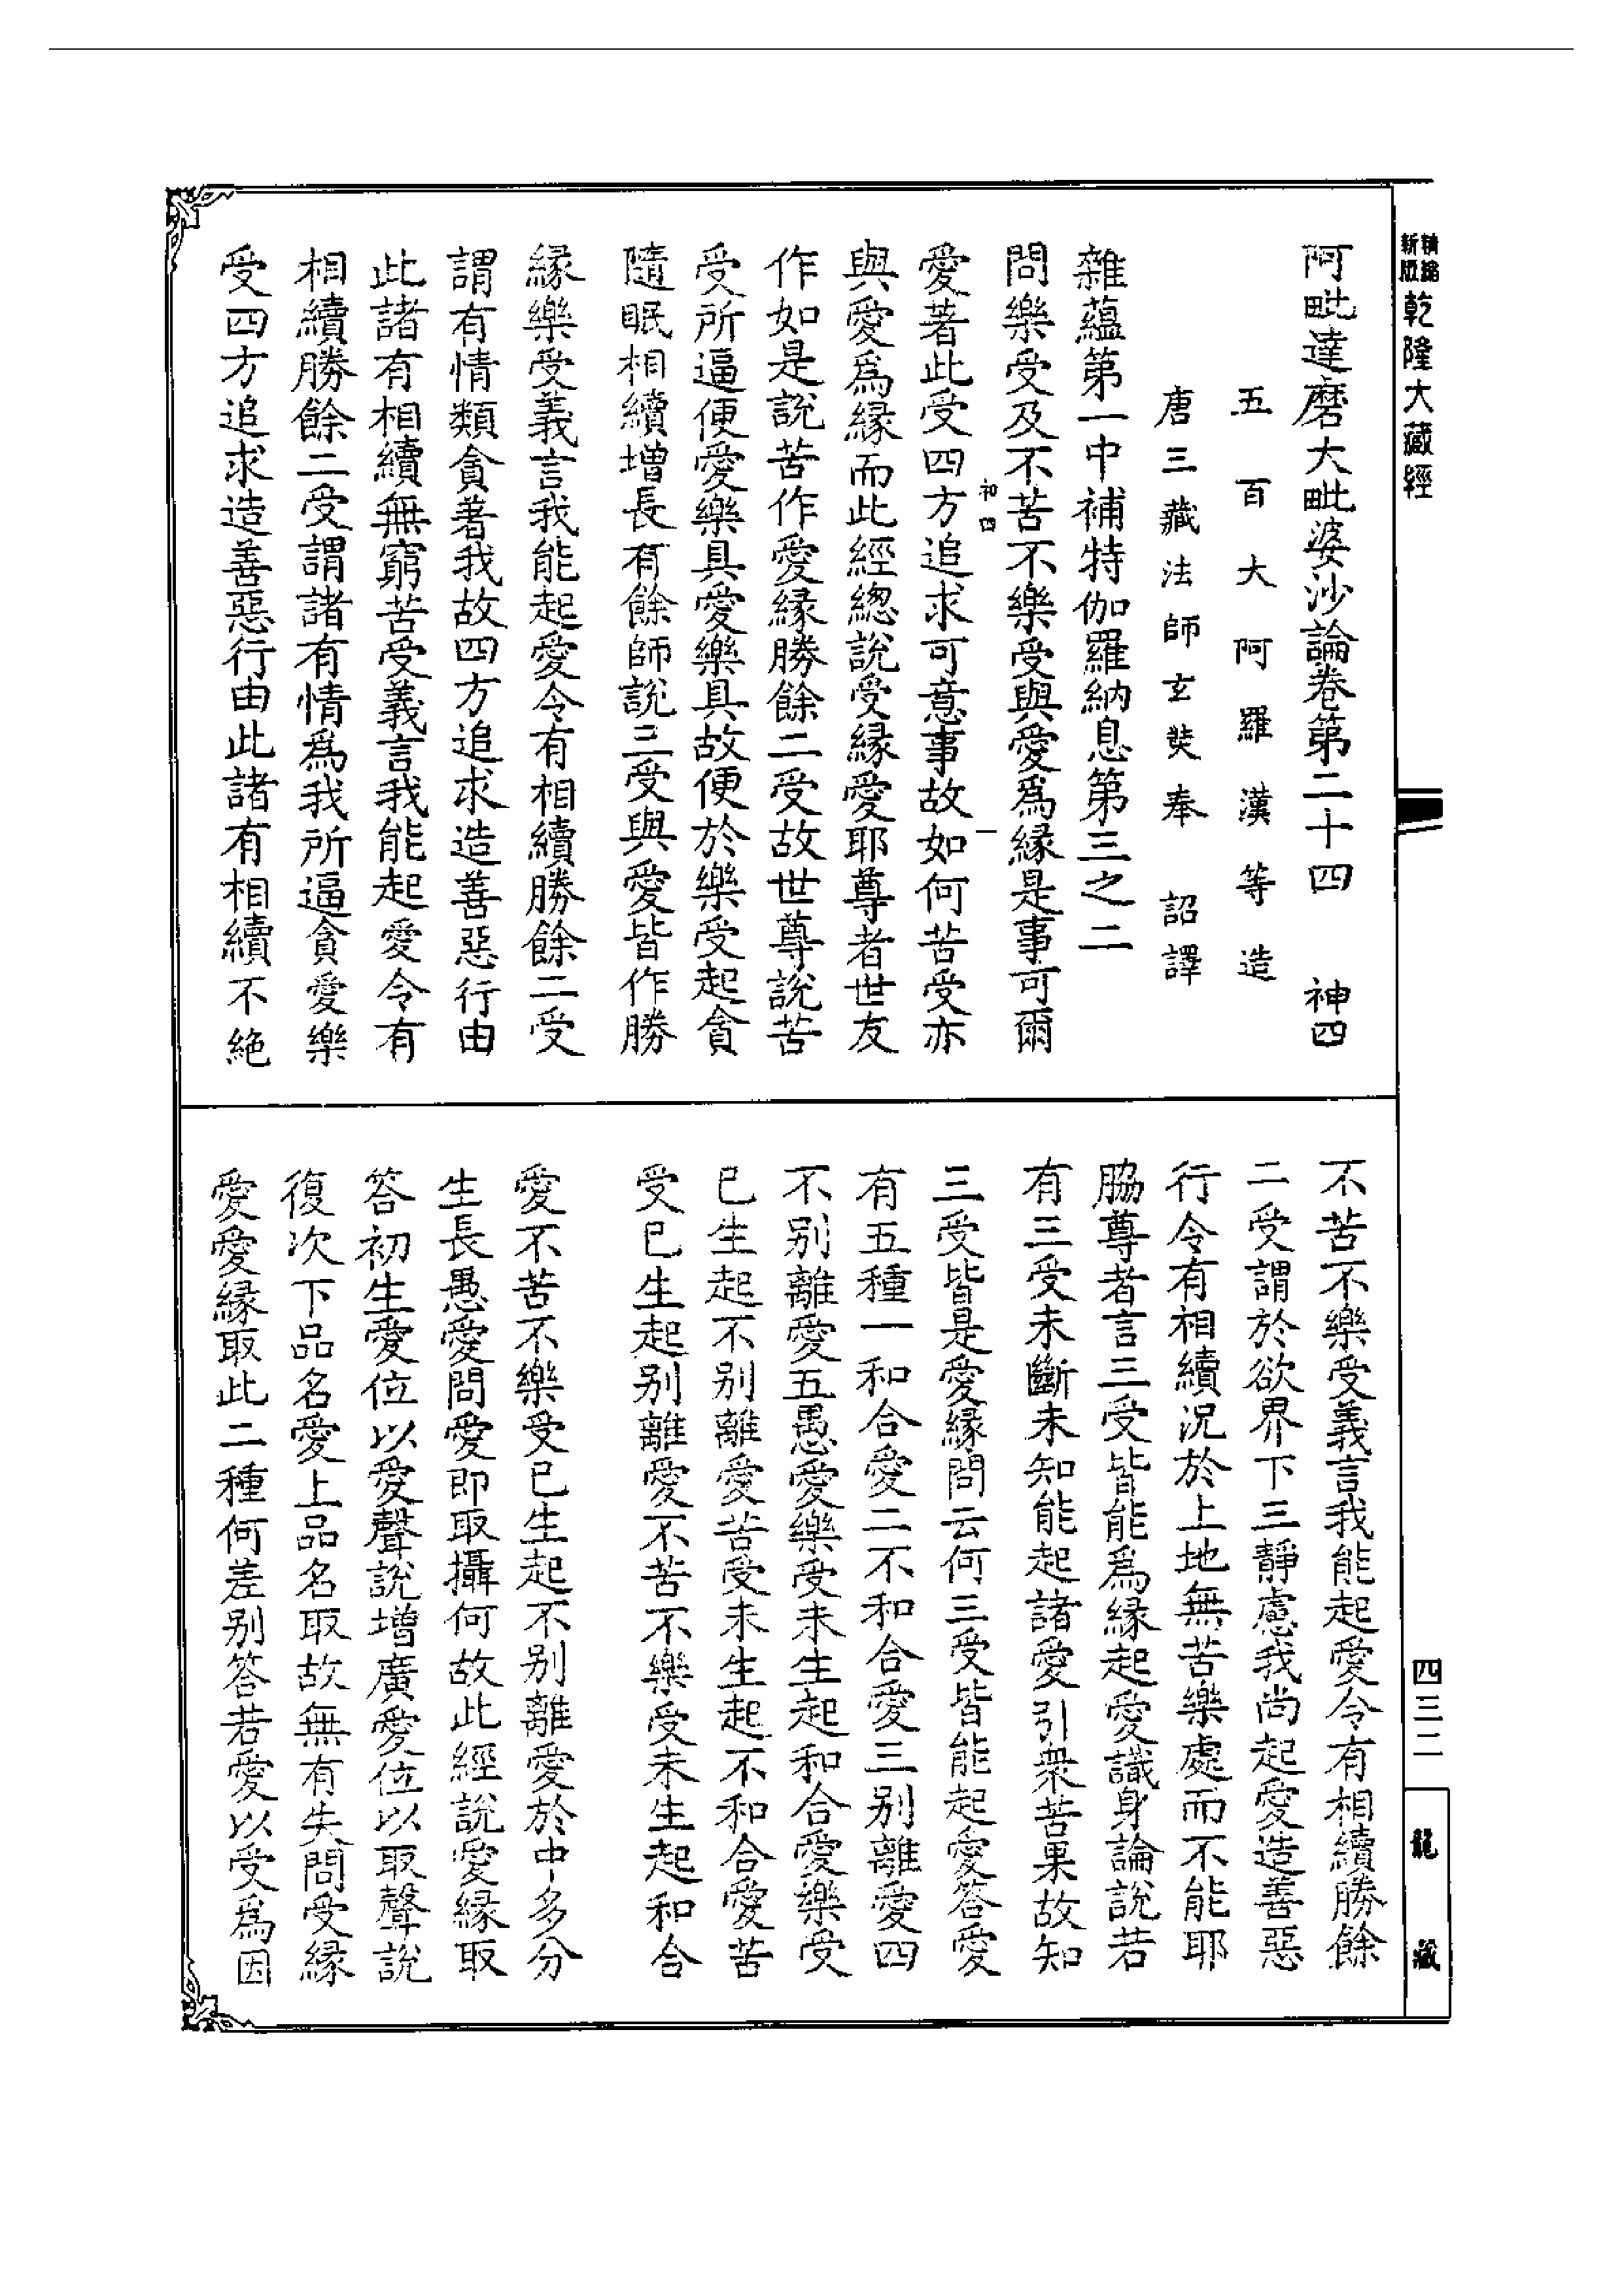 新版精縮乾隆大藏經
阿毗達磨大毗婆沙論卷第二十四 神四
五百大阿羅漢等造
唐三藏法師玄奘奉 詔譯
雜蘊第一中補特伽羅納息第三之二
問樂受及不苦不樂受與愛爲緣是事可爾
愛著此受四方追求可意事故如何苦受亦
與愛爲緣而此經總說受緣愛耶尊者世友
作如是說苦作愛緣勝餘二受故世尊說苦
受所逼便愛樂具愛樂具故便於樂受起貪
隨眠相續增長有餘師說三受與愛皆作勝
緣樂受義言我能起愛令有相續勝餘二受
謂有情類貪著我故四方追求造善惡行由
此諸有相續無窮苦受義言我能起愛令有
相續勝餘二受謂諸有情爲我所逼貪愛樂
受四方追求造善惡行由此諸有相續不絕
不苦不樂受義言我能起愛令有相續勝餘
二受謂於欲界下三靜慮我尚起愛造善惡
行令有相續況於上地無苦樂處而不能耶
脇尊者言三受皆能爲緣起愛識身論說若
有三受未斷未知能起諸愛引衆苦果故知
三受皆是愛緣問云何三受皆能起愛答愛
有五種一和合愛二不和合愛三別離愛四
不別離愛五愚愛樂受未生起和合愛樂受
已生起不別離愛苦受未生起不和合愛苦
受已生起別離愛不苦不樂受未生起和合
愛不苦不樂受已生起不別離愛於中多分
生長愚愛問愛即取攝何故此經說愛緣取
答初生愛位以愛聲說增廣愛位以取聲說
復次下品名愛上品名取故無有失問受緣
愛愛緣取此二種何差別答若愛以受爲因
四三二
龍藏